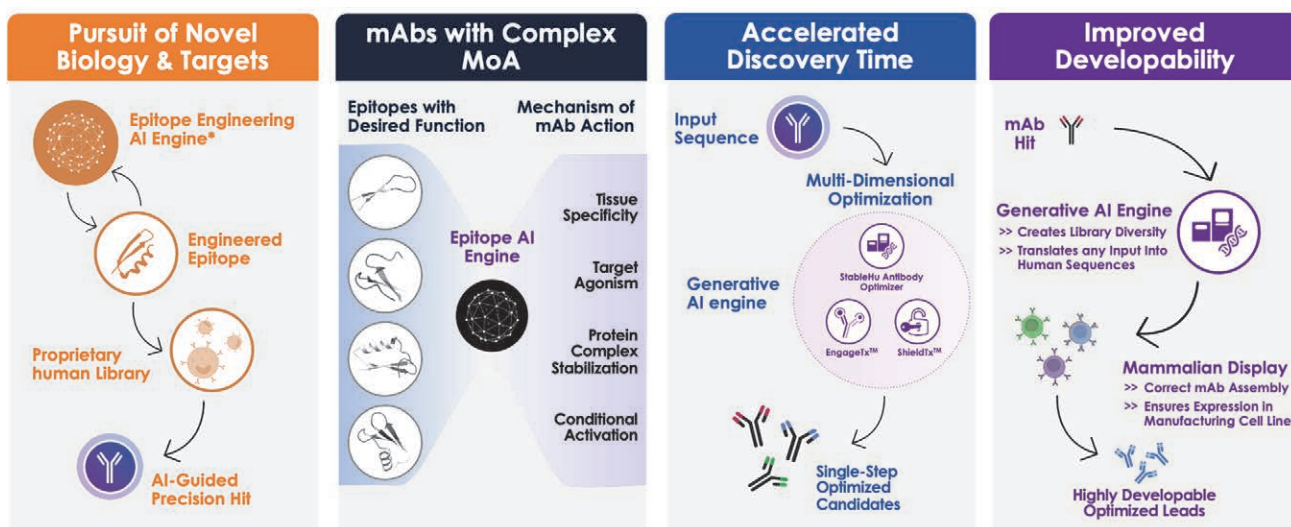 Pursuit of Novel
Biology & Targets
Epitope Engineering
AI Engine*
Engineered
Epitope
Proprietary
human Library
AI-Guided
Precision Hit
mAbs with Complex
MoA
Epitopes with
Desired Function
Mechanism of
mAb Action
Epitope AI
Engine
Tissue
Specificity
Target
Agonism
Protein
Complex
Stabilization
Conditional
Activation
Accelerated
Discovery Time
Input
Sequence
Multi-Dimensional
Optimization
Generative
AI engine
StableHu Antibody
Optimizer
EngageTx™
ShieldTx™
Single-Step
Optimized
Candidates
Improved
Developability
mAb
Hit
Generative AI Engine
>> Creates Library Diversity
>> Translates any Input Into
Human Sequences
Mammalian Display
>> Correct mAb Assembly
>> Ensures Expression in
Manufacturing Cell Line
Highly Developable
Optimized Leads